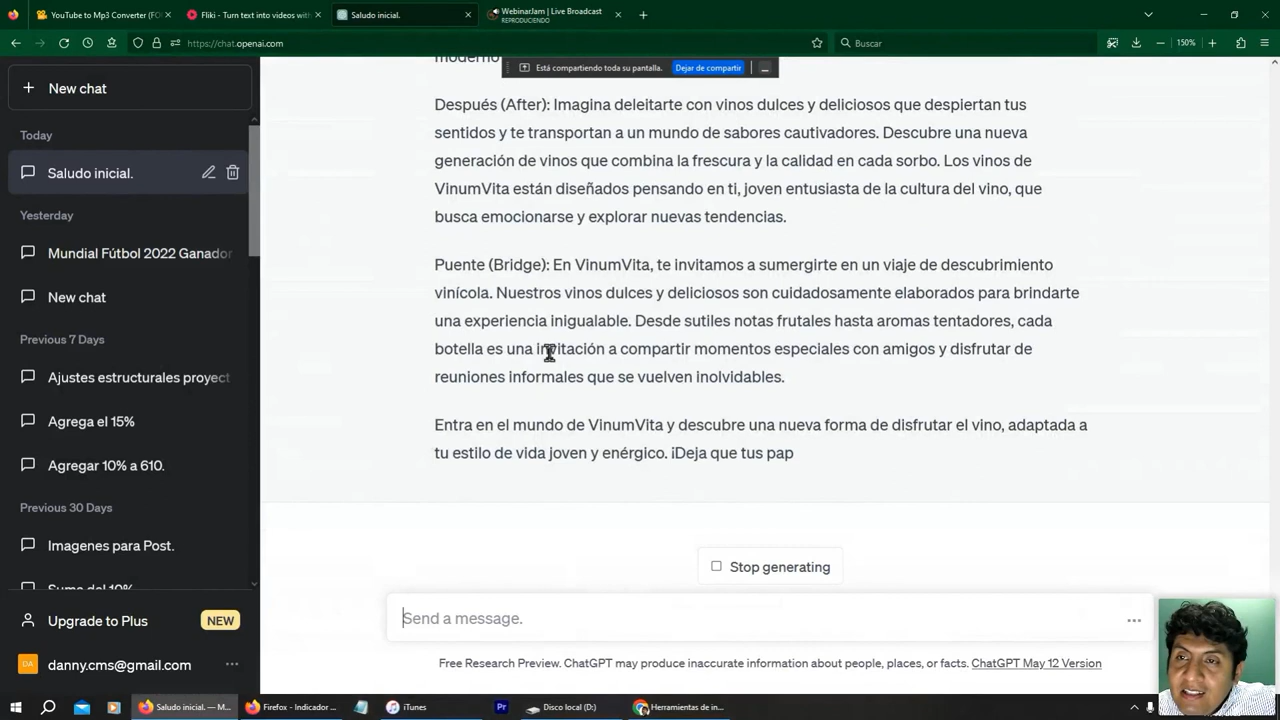 YouTube to Mp3 Converter (FO
Fliki - Turn text into videos with
Saludo inicial.
WebinarJam | Live Broadcast
REPRODUCIENDO
https://chat.openai.com
Buscar
150%
Está compartiendo toda su pantalla.
Dejar de compartir
New chat
Today
Saludo inicial.
Yesterday
Mundial Fútbol 2022 Ganador
New chat
Previous 7 Days
Ajustes estructurales proyect
Agrega el 15%
Agregar 10% a 610.
Previous 30 Days
Imagenes para Post.
Suma del 10%
Upgrade to Plus
NEW
DA
danny.cms@gmail.com
moderno
Después (After): Imagina deleitarte con vinos dulces y deliciosos que despiertan tus
sentidos y te transportan a un mundo de sabores cautivadores. Descubre una nueva
generación de vinos que combina la frescura y la calidad en cada sorbo. Los vinos de
VinumVita están diseñados pensando en ti, joven entusiasta de la cultura del vino, que
busca emocionarse y explorar nuevas tendencias.
Puente (Bridge): En VinumVita, te invitamos a sumergirte en un viaje de descubrimiento
vinícola. Nuestros vinos dulces y deliciosos son cuidadosamente elaborados para brindarte
una experiencia inigualable. Desde sutiles notas frutales hasta aromas tentadores, cada
botella es una invitación a compartir momentos especiales con amigos y disfrutar de
reuniones informales que se vuelven inolvidables.
Entra en el mundo de VinumVita y descubre una nueva forma de disfrutar el vino, adaptada a
tu estilo de vida joven y enérgico. ¡Deja que tus pap
Stop generating
Send a message.
Free Research Preview. ChatGPT may produce inaccurate information about people, places, or facts. ChatGPT May 12 Version
Saludo inicial. — M...
Firefox - Indicador ...
iTunes
Pr
Disco local (D:)
Herramientas de in...